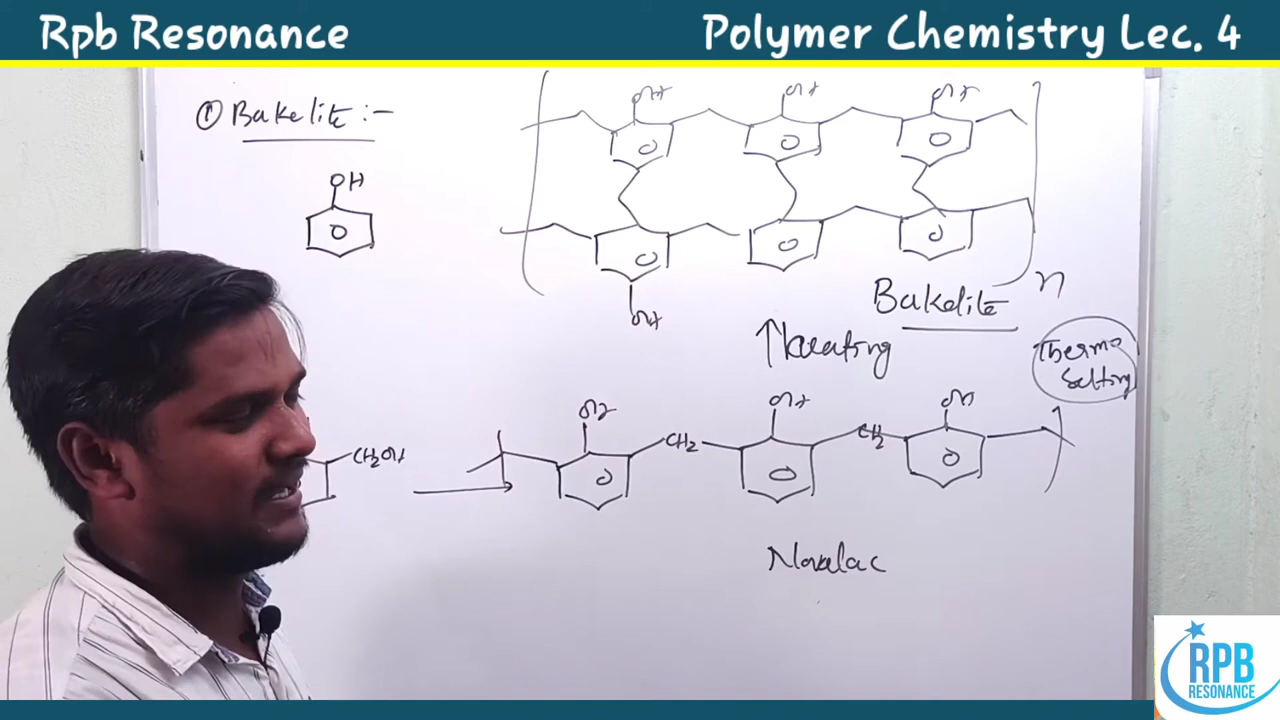 Rpb Resonance
Polymer Chemistry Lec. 4
① Bakelite :-
OH
OH OH OH
OH
Bakelite
n
↑ Heating
Thermo
Setting
OH OH OH
CH2OH
CH2 CH2
Novalac
RPB
RESONANCE